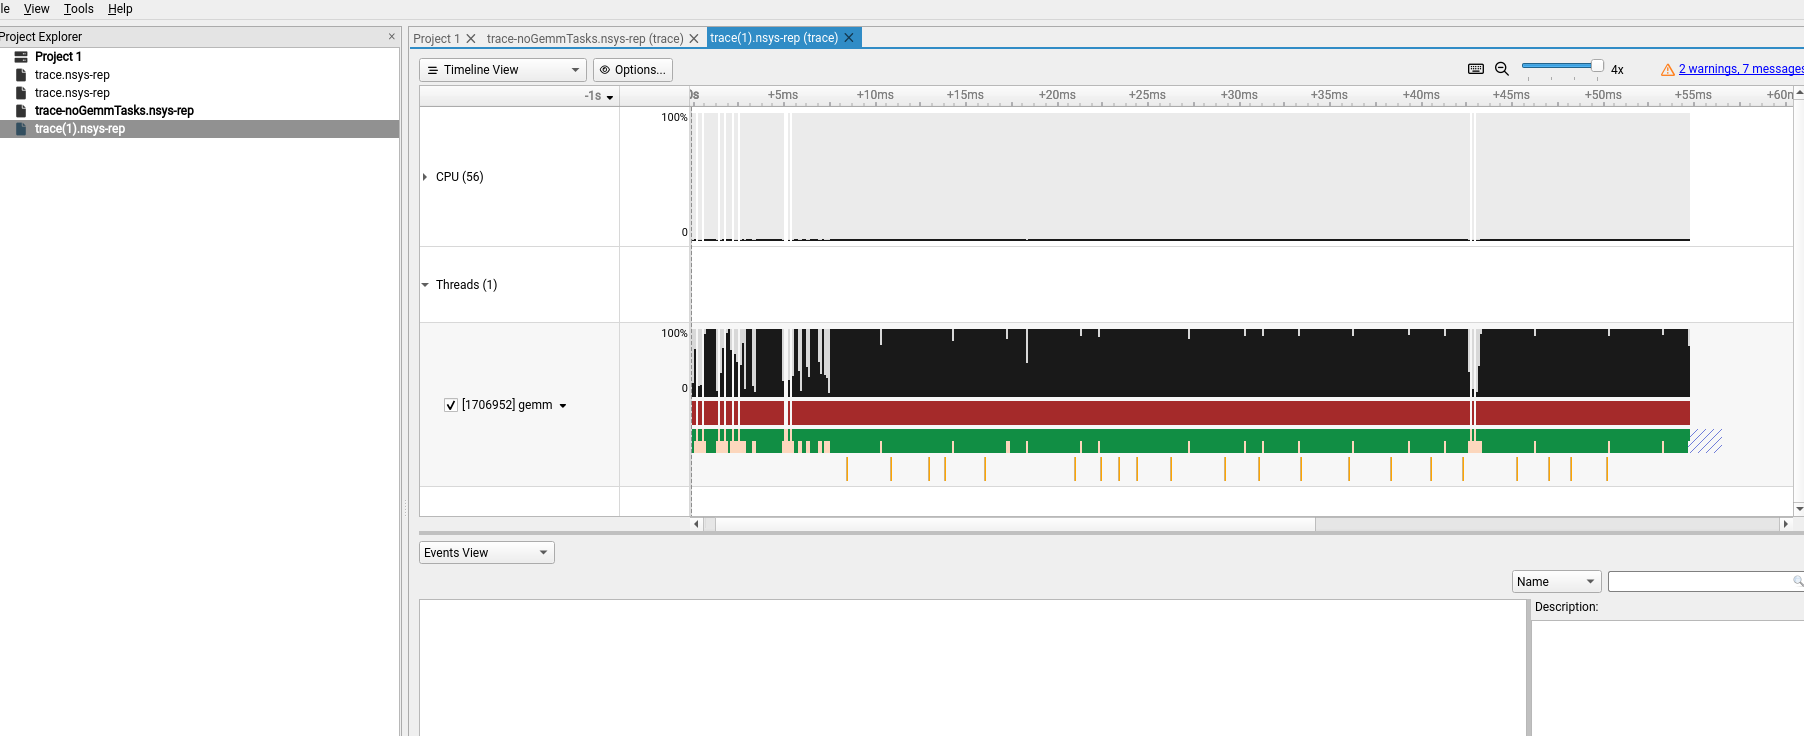 le View Tools Help
Project Explorer
Project 1
trace.nsys-rep
trace.nsys-rep
trace-noGemmTasks.nsys-rep
trace(1).nsys-rep
Project 1 trace-noGemmTasks.nsys-rep (trace) trace(1).nsys-rep (trace)
Timeline View Options... 4x 2 warnings, 7 messages
-1s 0s +5ms +10ms +15ms +20ms +25ms +30ms +35ms +40ms +45ms +50ms +55ms +60m
100%
CPU (56)
0
Threads (1)
100%
0
[1706952] gemm
Events View
Name
Description: